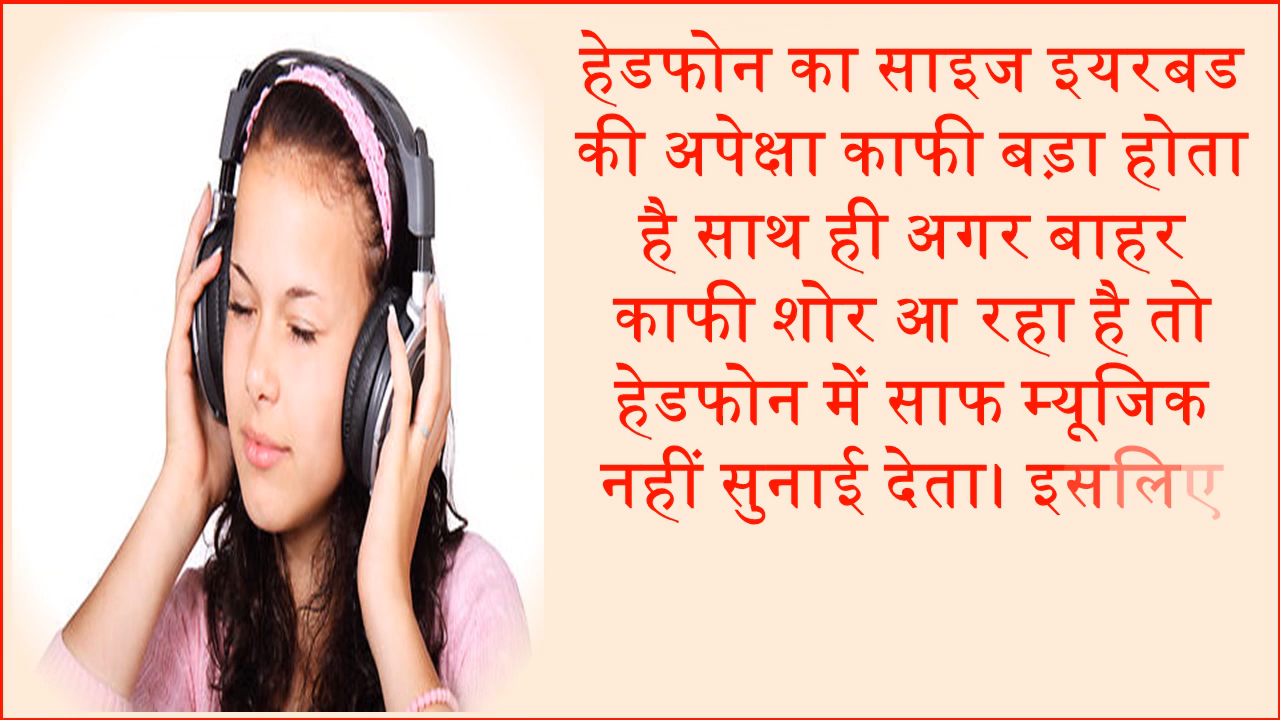 हेडफोन का साइज इयरबड
की अपेक्षा काफी बड़ा होता
है साथ ही अगर बाहर
काफी शोर आ रहा है तो
हेडफोन में साफ म्यूजिक
नहीं सुनाई देता। इसलिए